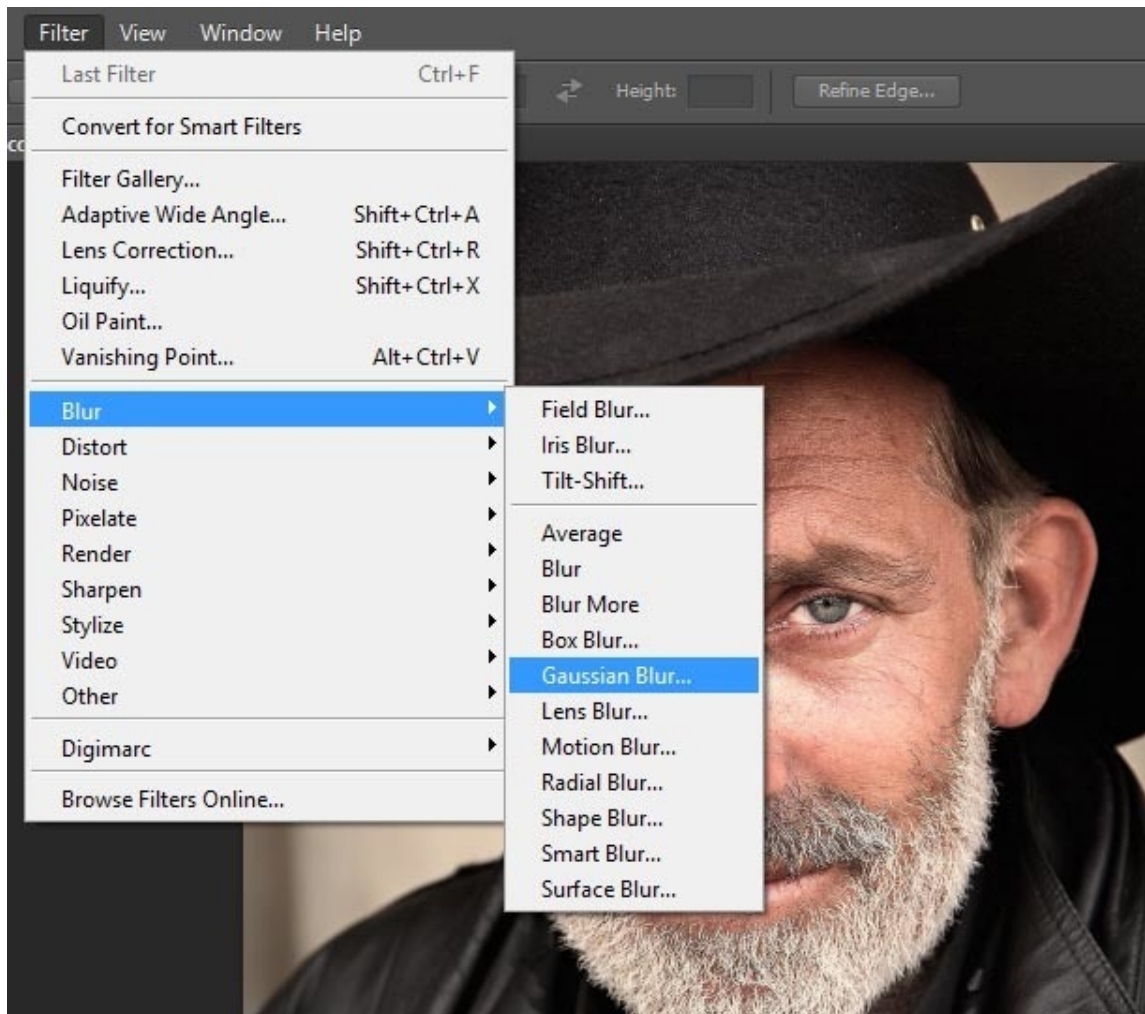 Filter View Window Help
Last Filter Ctrl+F
Height: Refine Edge...
Convert for Smart Filters
Filter Gallery...
Adaptive Wide Angle... Shift+Ctrl+A
Lens Correction... Shift+Ctrl+R
Liquify... Shift+Ctrl+X
Oil Paint...
Vanishing Point... Alt+Ctrl+V
Blur
Distort
Noise
Pixelate
Render
Sharpen
Stylize
Video
Other
Digimarc
Browse Filters Online...
Field Blur...
Iris Blur...
Tilt-Shift...
Average
Blur
Blur More
Box Blur...
Gaussian Blur...
Lens Blur...
Motion Blur...
Radial Blur...
Shape Blur...
Smart Blur...
Surface Blur...